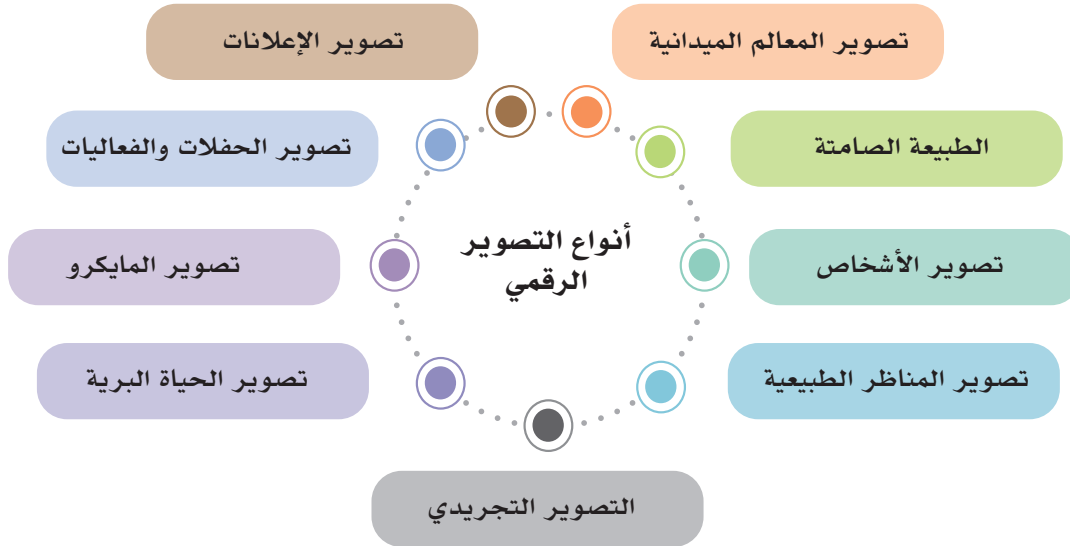 تصوير المعالم الميدانية
تصوير الإعلانات
الطبيعة الصامتة
تصوير الحفلات والفعاليات
أنواع التصوير
الرقمي
تصوير الأشخاص
تصوير المايكرو
تصوير المناظر الطبيعية
تصوير الحياة البرية
التصوير التجريدي